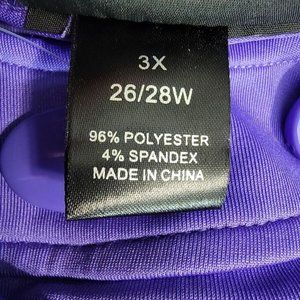 3X
26/28W
96% POLYESTER
4% SPANDEX
MADE IN CHINA